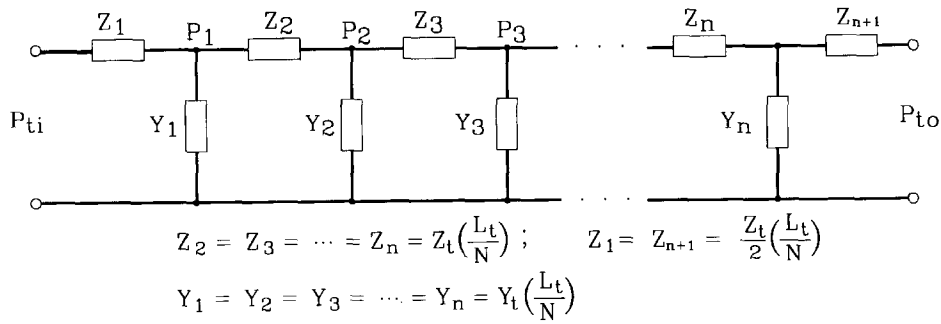 Z₁ P₁ Z₂ P₂ Z₃ P₃ · · · Zₙ Zₙ₊₁
Pₜᵢ Y₁ Y₂ Y₃ Yₙ Pₜₒ
· · · ·
Z₂ = Z₃ = ··· = Zₙ = Zₜ(Lₜ/N) ; Z₁ = Zₙ₊₁ = Zₜ/2(Lₜ/N)
Y₁ = Y₂ = Y₃ = ··· = Yₙ = Yₜ(Lₜ/N)